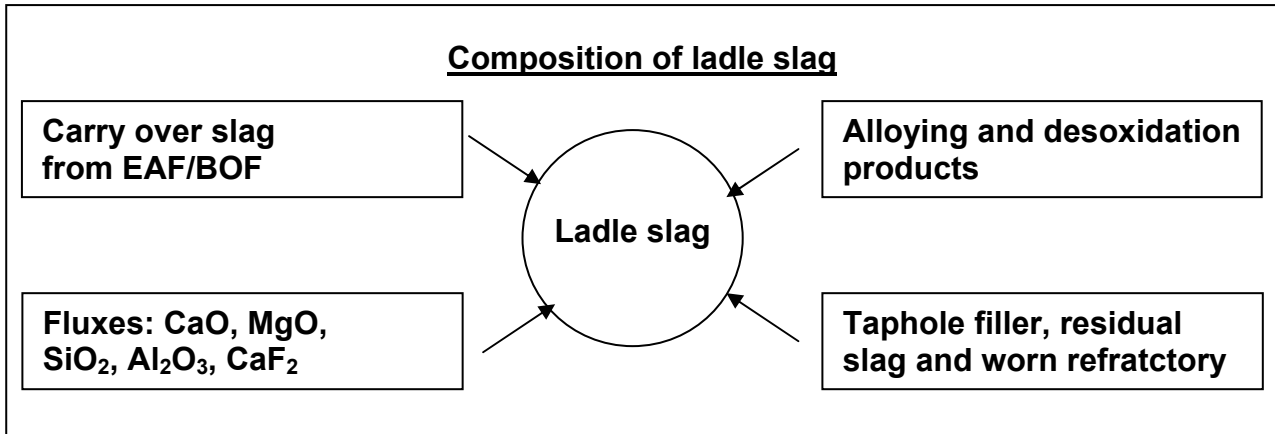 Composition of ladle slag
Carry over slag
from EAF/BOF
Alloying and desoxidation
products
Ladle slag
Fluxes: CaO, MgO,
SiO₂, Al₂O₃, CaF₂
Taphole filler, residual
slag and worn refratctory